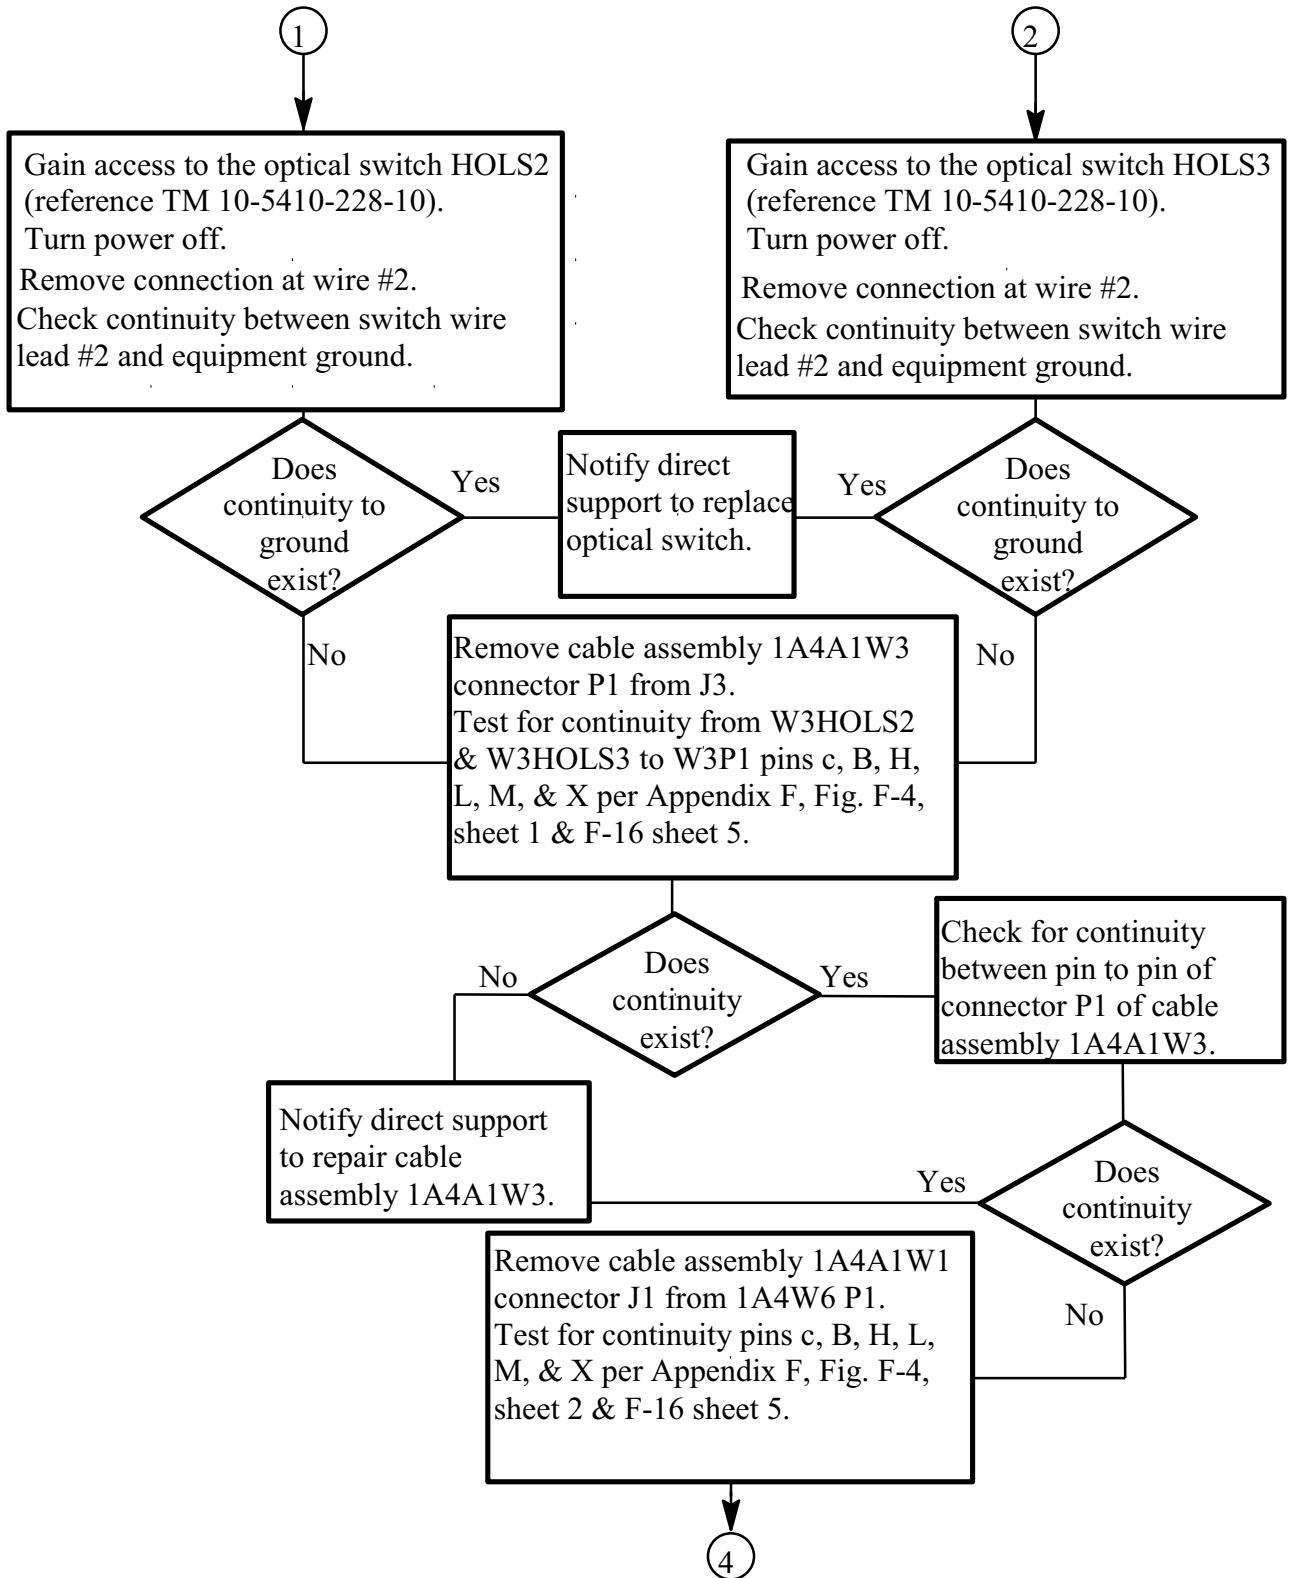 1
2
Gain access to the optical switch HOLS2
(reference TM 10-5410-228-10).
Turn power off.
Remove connection at wire #2.
Check continuity between switch wire
lead #2 and equipment ground.
Gain access to the optical switch HOLS3
(reference TM 10-5410-228-10).
Turn power off.
Remove connection at wire #2.
Check continuity between switch wire
lead #2 and equipment ground.
Does
continuity to
ground
exist?
Yes
Notify direct
support to replace
optical switch.
Yes
Does
continuity to
ground
exist?
No
Remove cable assembly 1A4A1W3
connector P1 from J3.
Test for continuity from W3HOLS2
& W3HOLS3 to W3P1 pins c, B, H,
L, M, & X per Appendix F, Fig. F-4,
sheet 1 & F-16 sheet 5.
No
No
Does
continuity
exist?
Yes
Check for continuity
between pin to pin of
connector P1 of cable
assembly 1A4A1W3.
Notify direct support
to repair cable
assembly 1A4A1W3.
Yes
Does
continuity
exist?
Remove cable assembly 1A4A1W1
connector J1 from 1A4W6 P1.
Test for continuity pins c, B, H, L,
M, & X per Appendix F, Fig. F-4,
sheet 2 & F-16 sheet 5.
No
4